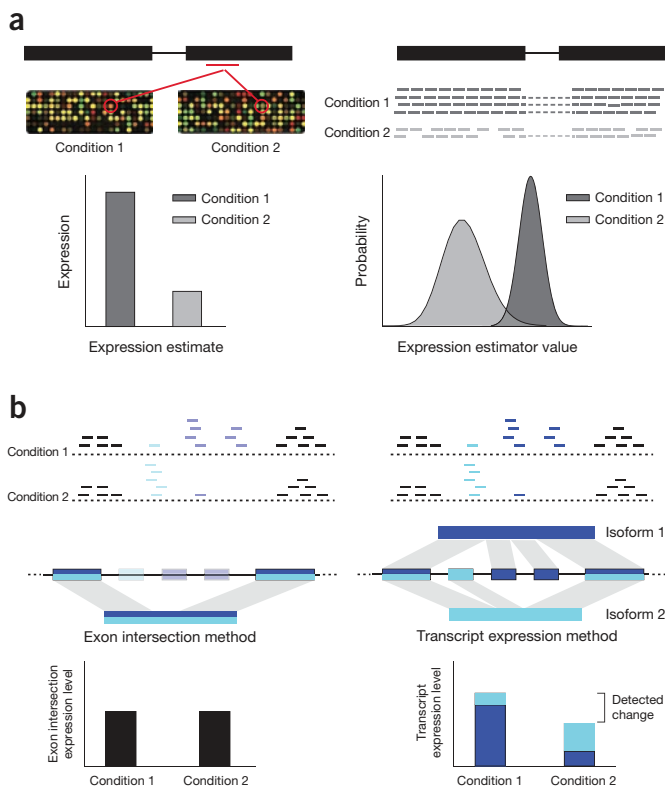 a
Condition 1
Condition 2
Condition 1
Condition 2
Expression
Condition 1
Condition 2
Expression estimate
Probability
Condition 1
Condition 2
Expression estimator value
b
Condition 1
Condition 2
Exon intersection method
Isoform 1
Isoform 2
Transcript expression method
Exon intersection
expression level
Condition 1
Condition 2
Transcript
expression level
Detected
change
Condition 1
Condition 2